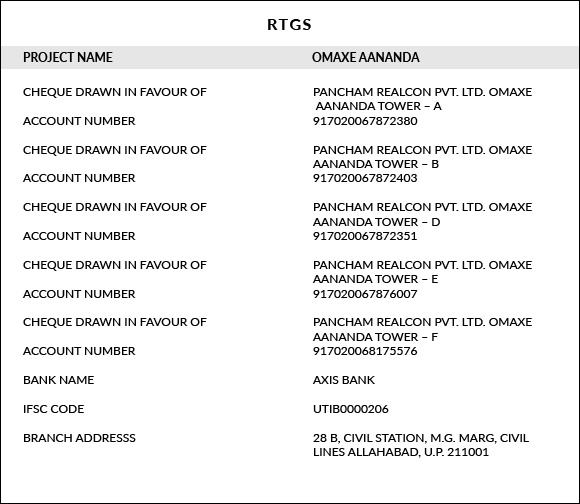 RTGS
PROJECT NAME OMAXE AANANDA
CHEQUE DRAWN IN FAVOUR OF PANCHAM REALCON PVT. LTD. OMAXE
AANANDA TOWER – A
ACCOUNT NUMBER 917020067872380
CHEQUE DRAWN IN FAVOUR OF PANCHAM REALCON PVT. LTD. OMAXE
AANANDA TOWER – B
ACCOUNT NUMBER 917020067872403
CHEQUE DRAWN IN FAVOUR OF PANCHAM REALCON PVT. LTD. OMAXE
AANANDA TOWER – D
ACCOUNT NUMBER 917020067872351
CHEQUE DRAWN IN FAVOUR OF PANCHAM REALCON PVT. LTD. OMAXE
AANANDA TOWER – E
ACCOUNT NUMBER 917020067876007
CHEQUE DRAWN IN FAVOUR OF PANCHAM REALCON PVT. LTD. OMAXE
AANANDA TOWER – F
ACCOUNT NUMBER 917020068175576
BANK NAME AXIS BANK
IFSC CODE UTIB0000206
BRANCH ADDRESSS 28 B, CIVIL STATION, M.G. MARG, CIVIL
LINES ALLAHABAD, U.P. 211001